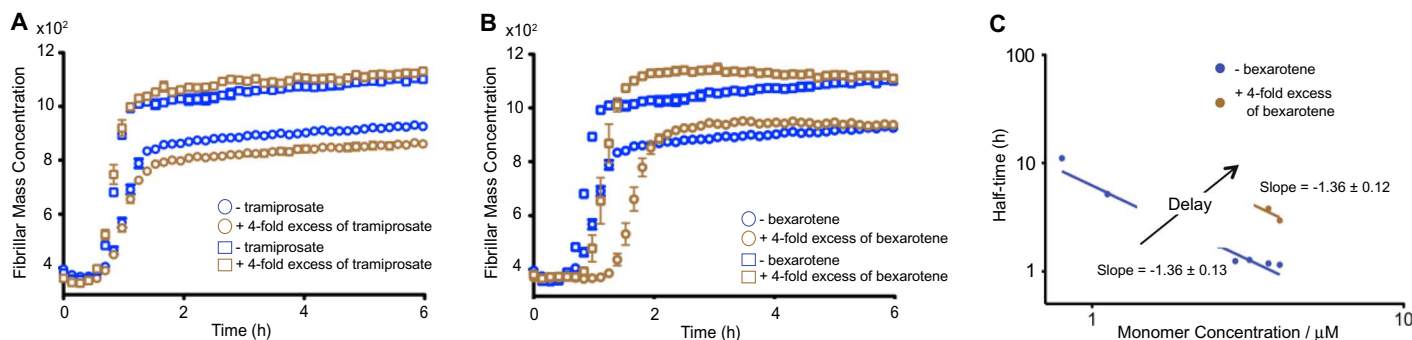 A
x10²
Fibrillar Mass Concentration
12
10
8
6
4
0
2
4
6
Time (h)
- tramiprosate
+ 4-fold excess of tramiprosate
- tramiprosate
+ 4-fold excess of tramiprosate
B
x10²
Fibrillar Mass Concentration
12
10
8
6
4
0
2
4
6
Time (h)
- bexarotene
+ 4-fold excess of bexarotene
- bexarotene
+ 4-fold excess of bexarotene
C
Half-time (h)
100
10
1
1
10
Monomer Concentration / μM
- bexarotene
+ 4-fold excess
of bexarotene
Delay
Slope = -1.36 ± 0.12
Slope = -1.36 ± 0.13